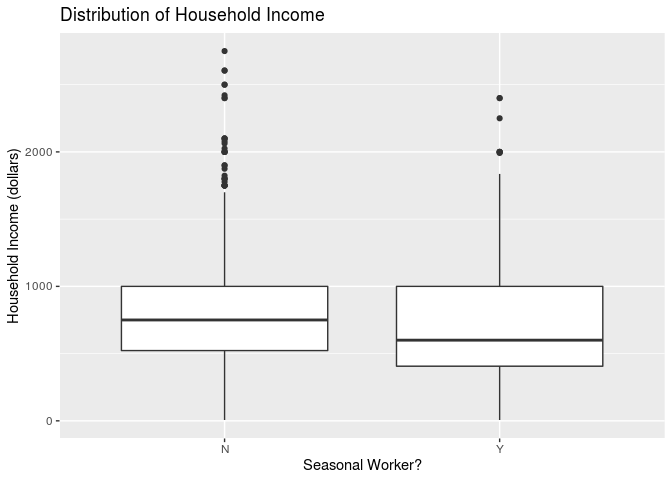 Distribution of Household Income
Household Income (dollars)
2000
1000
0
N Y
Seasonal Worker?